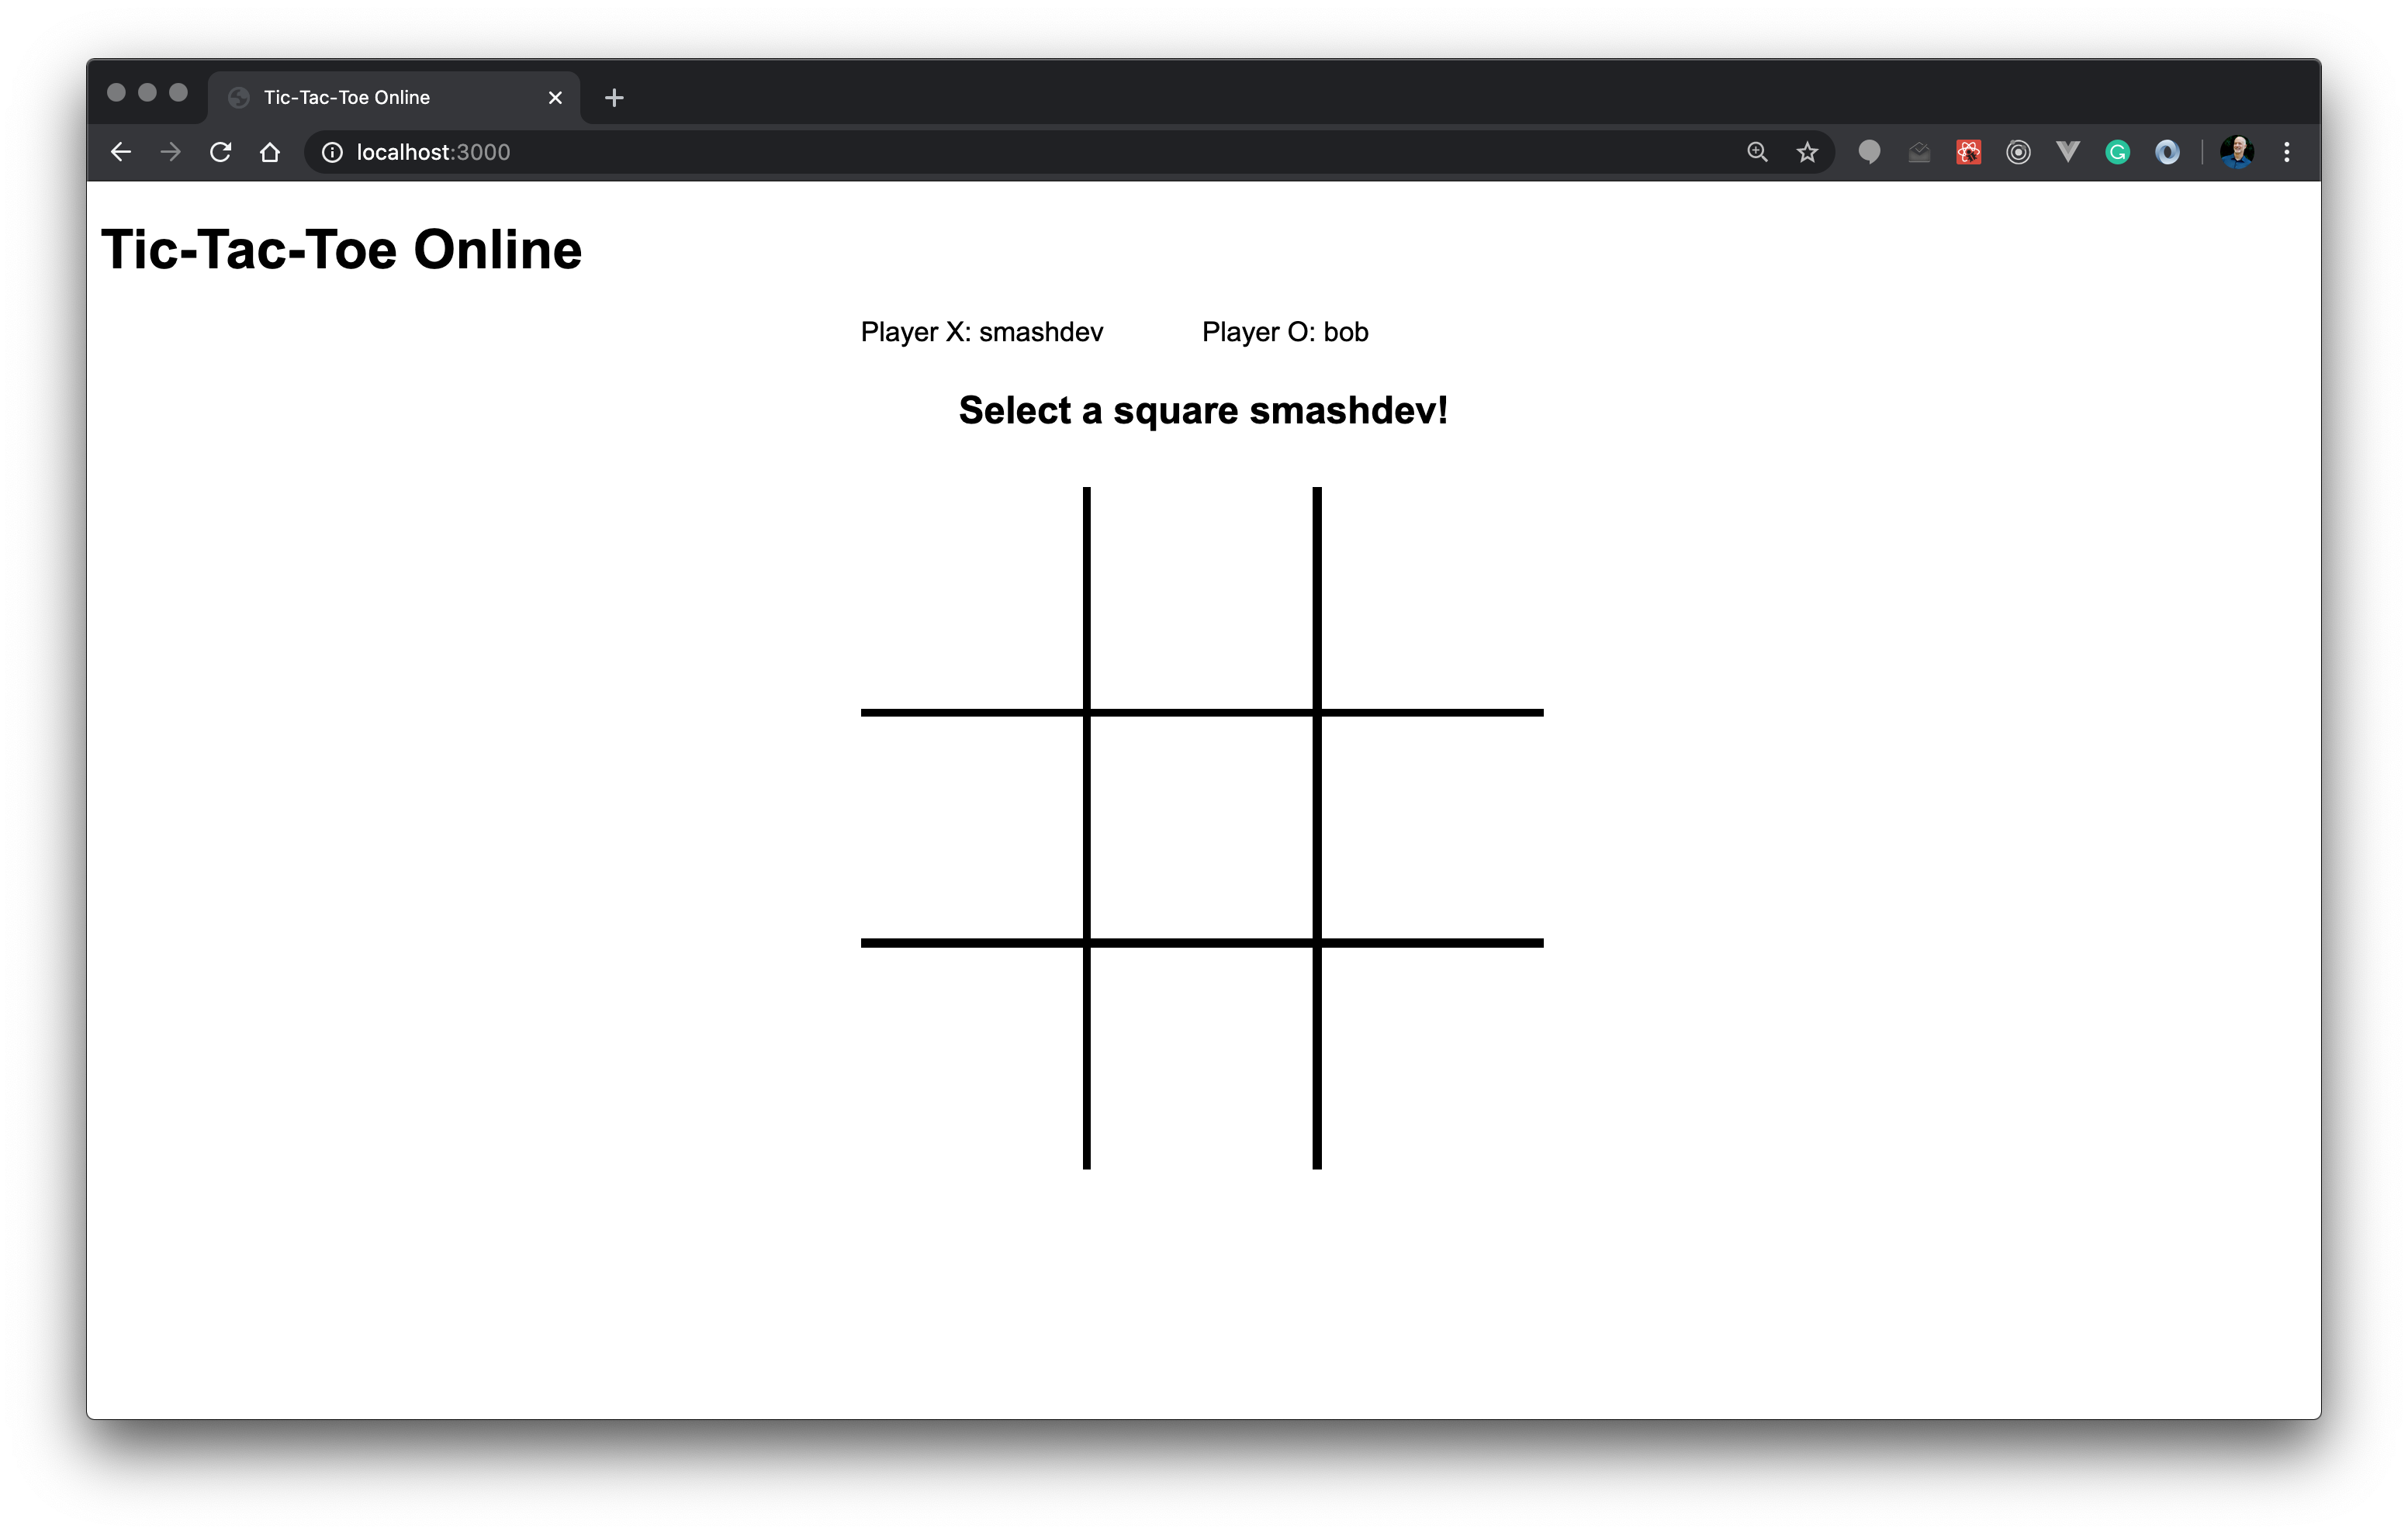 Tic-Tac-Toe Online
localhost:3000
Tic-Tac-Toe Online
Player X: smashdev Player O: bob
Select a square smashdev!